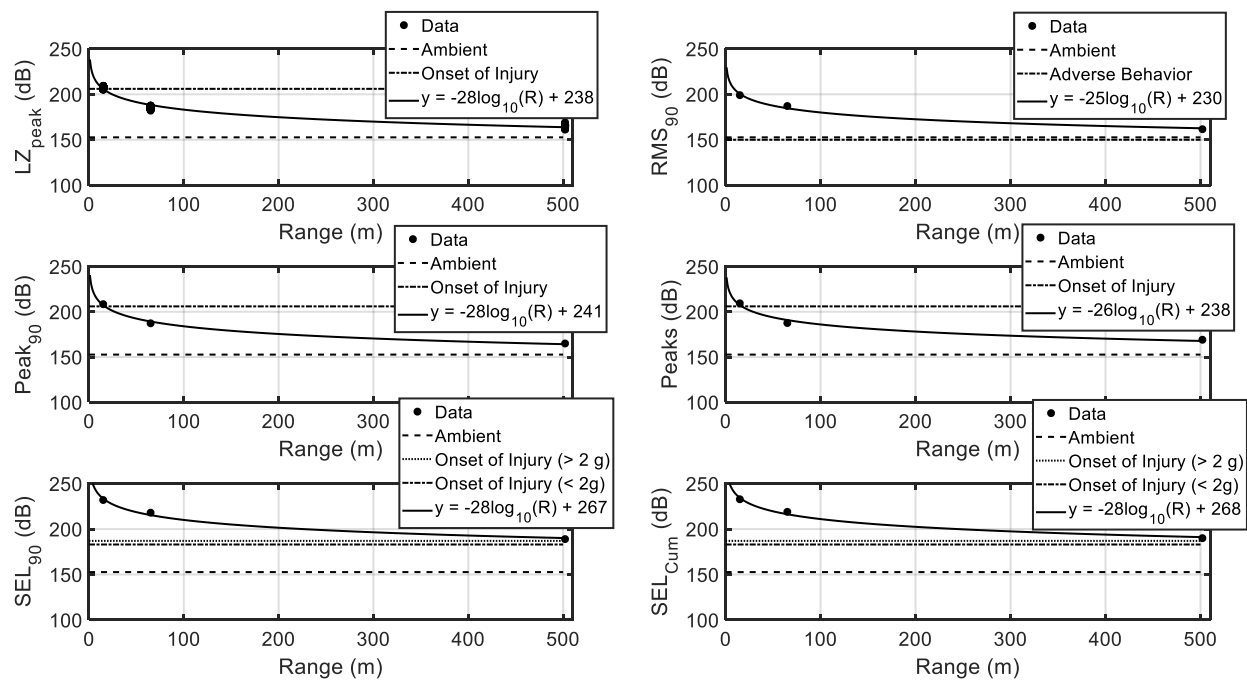 LZpeak (dB)
250
200
150
100
0 100 200 300 400 500
Range (m)
Data
Ambient
Onset of Injury
y = -28log10(R) + 238
RMS90 (dB)
250
200
150
100
0 100 200 300 400 500
Range (m)
Data
Ambient
Adverse Behavior
y = -25log10(R) + 230
Peak90 (dB)
250
200
150
100
0 100 200 300 400 500
Range (m)
Data
Ambient
Onset of Injury
y = -28log10(R) + 241
Peaks (dB)
250
200
150
100
0 100 200 300 400 500
Range (m)
Data
Ambient
Onset of Injury
y = -26log10(R) + 238
SEL90 (dB)
250
200
150
100
0 100 200 300 400 500
Range (m)
Data
Ambient
Onset of Injury (> 2 g)
Onset of Injury (< 2g)
y = -28log10(R) + 267
SELCum (dB)
250
200
150
100
0 100 200 300 400 500
Range (m)
Data
Ambient
Onset of Injury (> 2 g)
Onset of Injury (< 2g)
y = -28log10(R) + 268